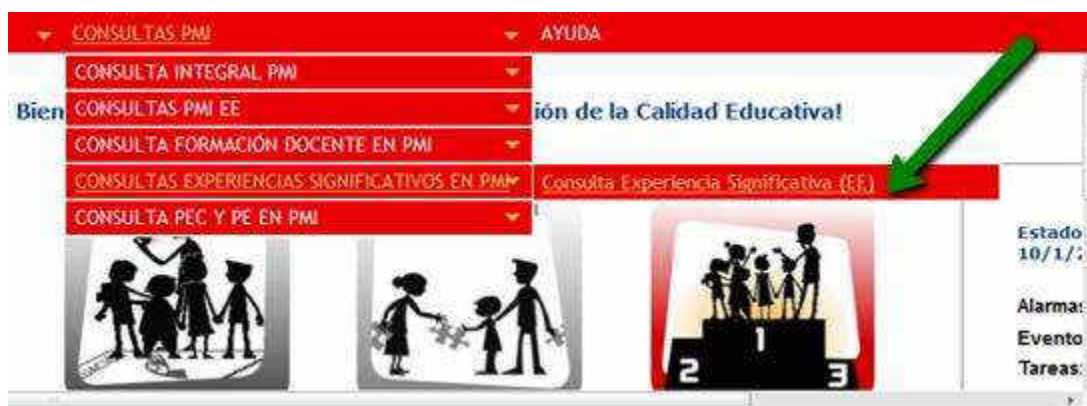 CONSULTAS PMI AYUDA
CONSULTA INTEGRAL PMI
CONSULTAS PMI EE
Bien ión de la Calidad Educativa!
CONSULTA FORMACIÓN DOCENTE EN PMI
CONSULTAS EXPERIENCIAS SIGNIFICATIVOS EN PMI Consulta Experiencia Significativa (EE)
CONSULTA PEC Y PE EN PMI
Estado
10/1/
Alarmas
Evento
Tareas:
1
2 3